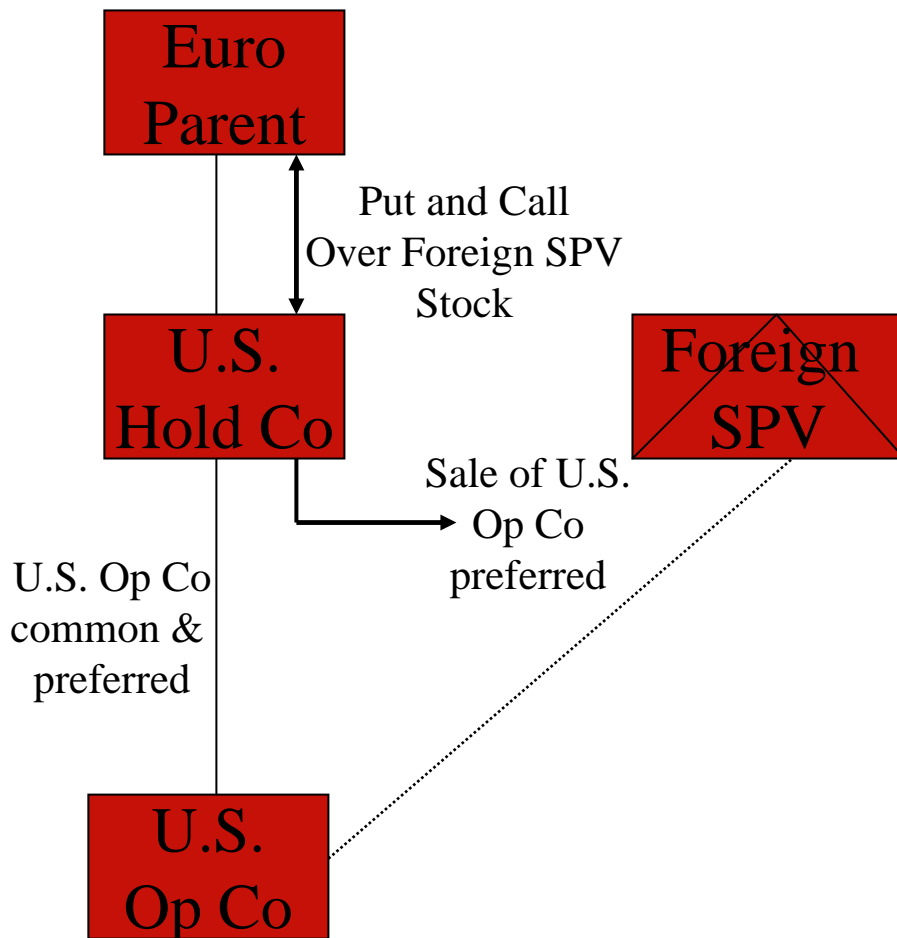 Euro
Parent
Put and Call
Over Foreign SPV
Stock
U.S.
Hold Co
Foreign
SPV
Sale of U.S.
Op Co
preferred
U.S. Op Co
common &
preferred
U.S.
Op Co